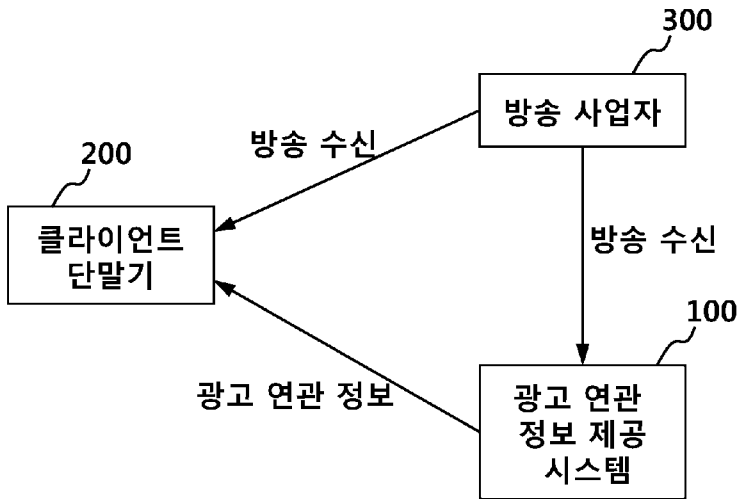 300
방송 사업자
방송 수신
200
클라이언트
단말기
방송 수신
100
광고 연관 정보
광고 연관
정보 제공
시스템